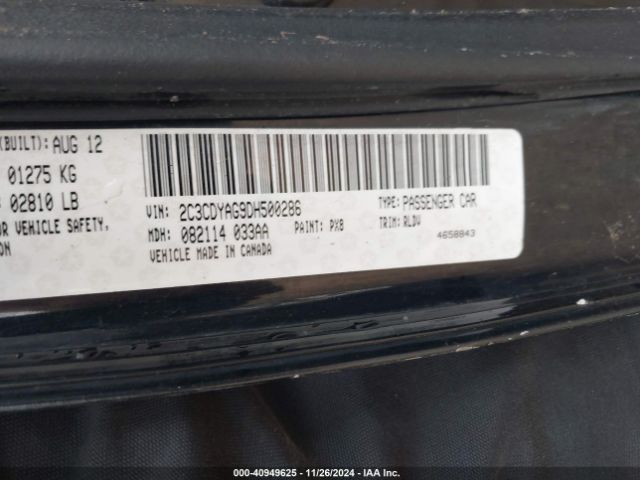 (BUILT): AUG 12
01275 KG
02810 LB
OR VEHICLE SAFETY,
ON
VIN: 2C3CDYAG9DH500286
TYPE: PASSENGER CAR
MDH: 082114 033AA
PAINT: PX8
TRIM: RLDV
VEHICLE MADE IN CANADA
4658843
000-40949625 | 11/26/2024 | IAA Inc.